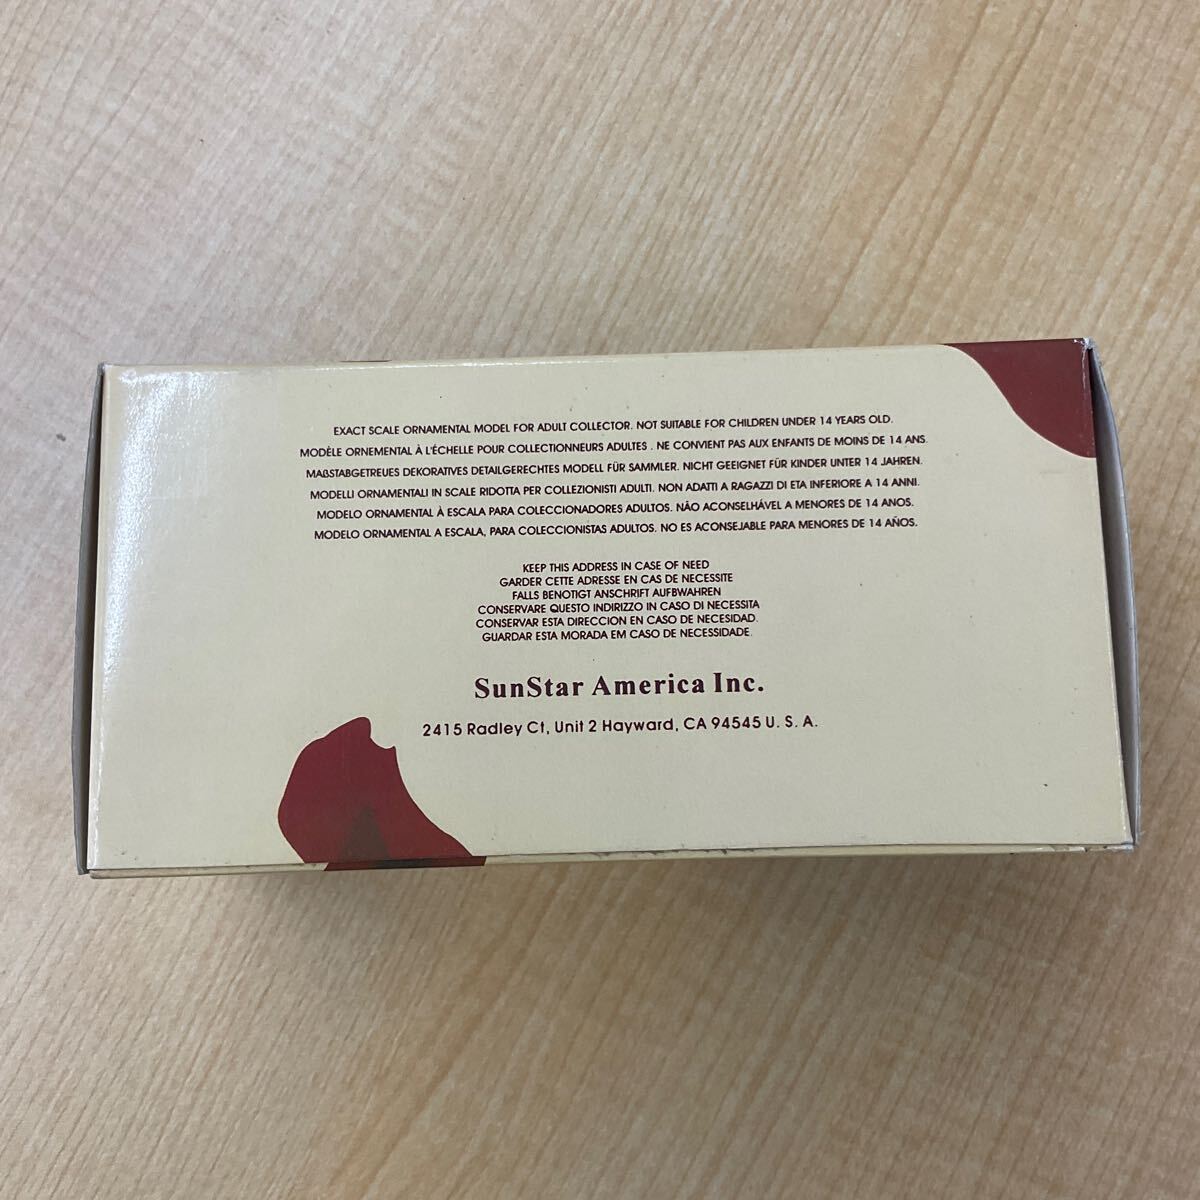 EXACT SCALE ORNAMENTAL MODEL FOR ADULT COLLECTOR. NOT SUITABLE FOR CHILDREN UNDER 14 YEARS OLD.
MODÈLE ORNEMENTAL À L'ÉCHELLE POUR COLLECTIONNEURS ADULTES . NE CONVIENT PAS AUX ENFANTS DE MOINS DE 14 ANS.
MAßSTABGETREUES DEKORATIVES DETAILGERECHTES MODELL FÜR SAMMLER. NICHT GEEIGNET FÜR KINDER UNTER 14 JAHREN.
MODELLI ORNAMENTALI IN SCALE RIDOTTA PER COLLEZIONISTI ADULTI. NON ADATTI A RAGAZZI DI ETA INFERIORE A 14 ANNI.
MODELO ORNAMENTAL À ESCALA PARA COLECCIONADORES ADULTOS. NÃO ACONSELHÁVEL A MENORES DE 14 ANOS.
MODELO ORNAMENTAL A ESCALA, PARA COLECCIONISTAS ADULTOS. NO ES ACONSEJABLE PARA MENORES DE 14 AÑOS.
KEEP THIS ADDRESS IN CASE OF NEED
GARDER CETTE ADRESSE EN CAS DE NECESSITE
FALLS BENOTIGT ANSCHRIFT AUFBWAHREN
CONSERVARE QUESTO INDIRIZZO IN CASO DI NECESSITA
CONSERVAR ESTA DIRECCION EN CASO DE NECESIDAD.
GUARDAR ESTA MORADA EM CASO DE NECESSIDADE.
SunStar America Inc.
2415 Radley Ct, Unit 2 Hayward, CA 94545 U. S. A.